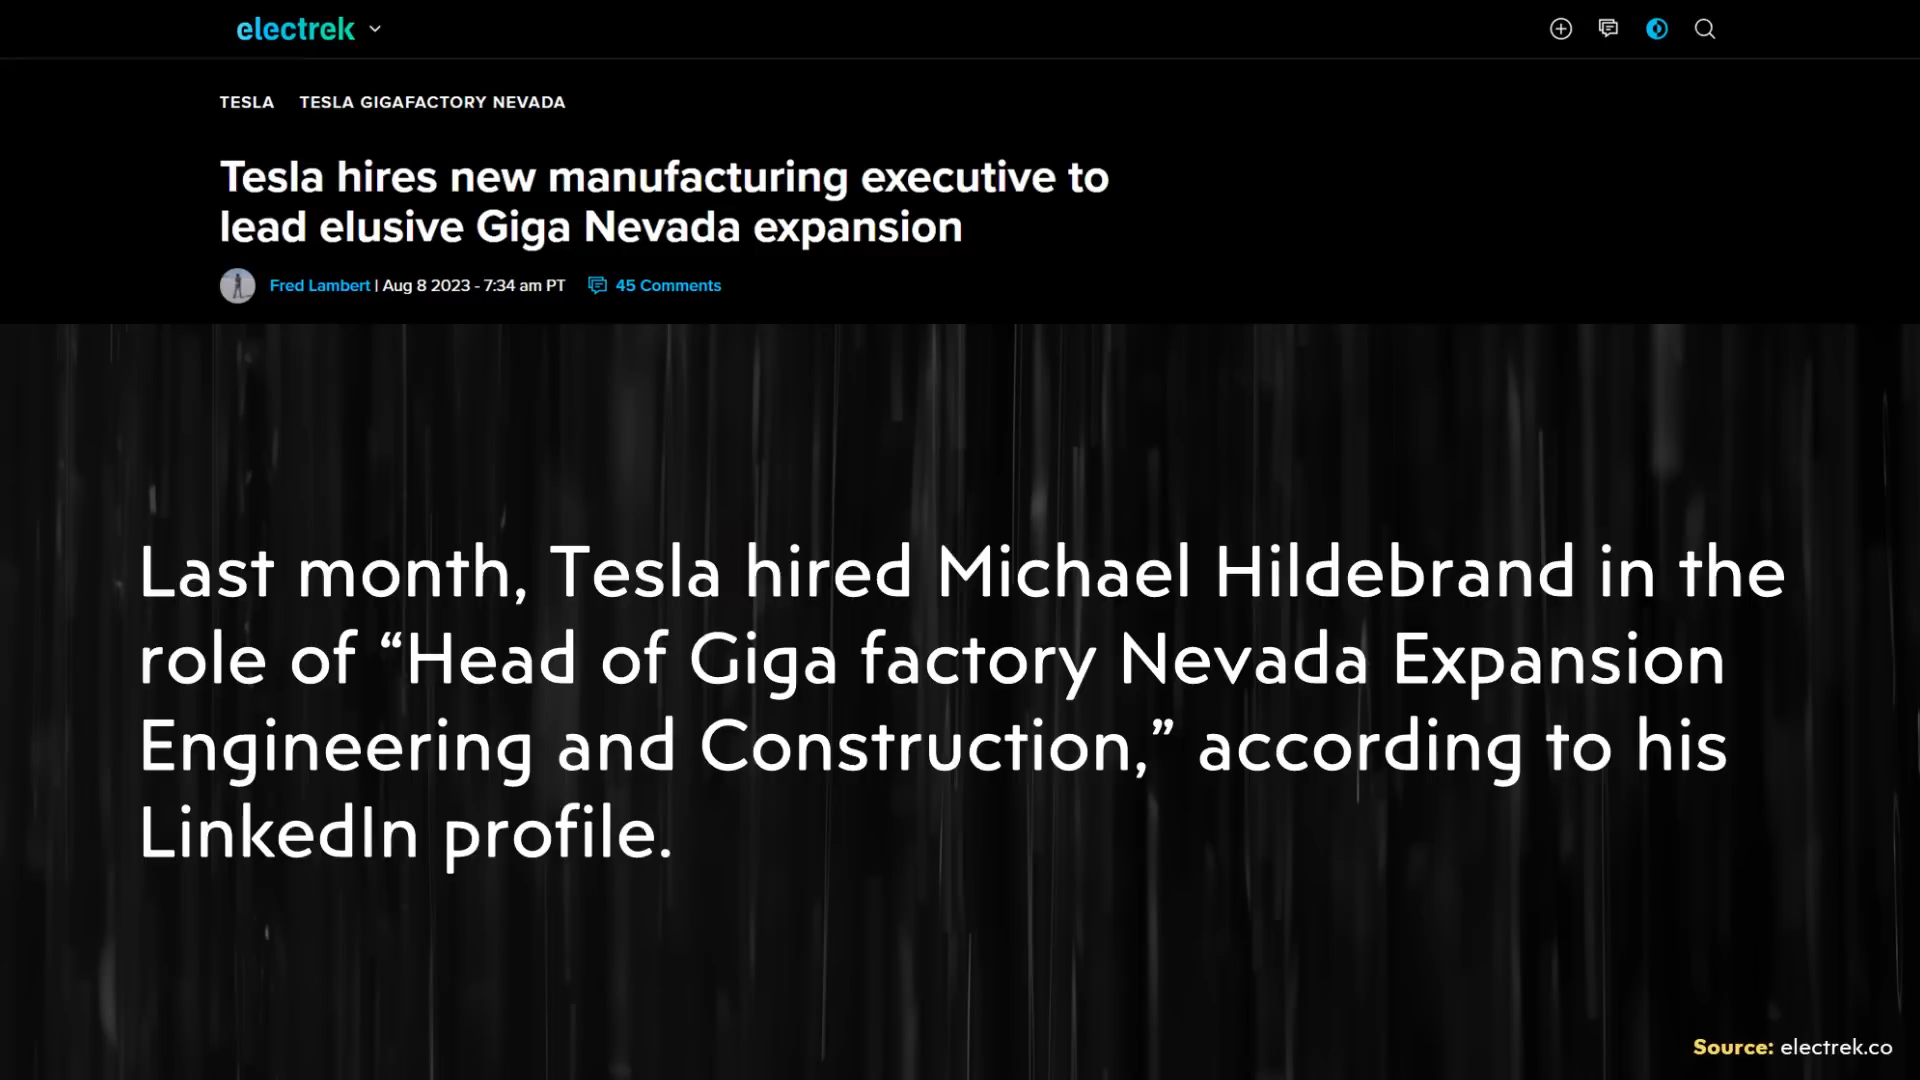 electrek
TESLA TESLA GIGAFACTORY NEVADA
Tesla hires new manufacturing executive to
lead elusive Giga Nevada expansion
Fred Lambert | Aug 8 2023 - 7:34 am PT 45 Comments
Last month, Tesla hired Michael Hildebrand in the
role of “Head of Giga factory Nevada Expansion
Engineering and Construction,” according to his
LinkedIn profile.
Source: electrek.co